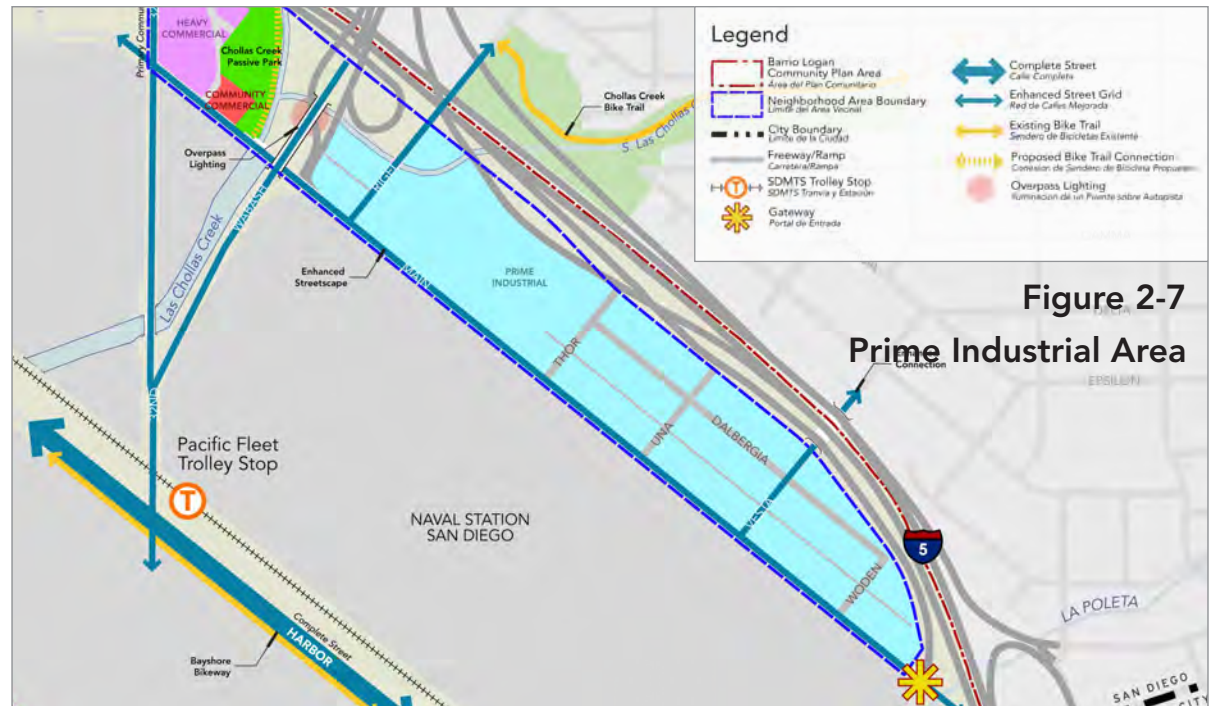 HEAVY
COMMERCIAL
Chollas Creek
Passive Park
COMMUNITY
COMMERCIAL
Overpass
Lighting
Las Chollas Creek
WABASH
32ND
RIGEL
MAIN
Enhanced
Streetscape
PRIME
INDUSTRIAL
Chollas Creek
Bike Trail
S. Las Chollas
THOR
UNA
DALBERGIA
VESTA
WODEN
Connection
EPSILON
5
LA POLETA
SAN DIEGO
Pacific Fleet
Trolley Stop
T
NAVAL STATION
SAN DIEGO
Complete Street
HARBOR
Bayshore
Bikeway
Legend
Barrio Logan
Community Plan Area
Área del Plan Comunitario
Neighborhood Area Boundary
Límite del Área Vecinal
City Boundary
Límite de la Ciudad
Freeway/Ramp
Carretera/Rampa
T
SDMTS Trolley Stop
SDMTS Tranvía y Estación
Gateway
Portal de Entrada
Complete Street
Calle Completa
Enhanced Street Grid
Red de Calles Mejorada
Existing Bike Trail
Sendero de Bicicletas Existente
Proposed Bike Trail Connection
Conexión de Sendero de Bicicleta
Overpass Lighting
Iluminación de un Puente sobre Autopista
Figure 2-7
Prime Industrial Area